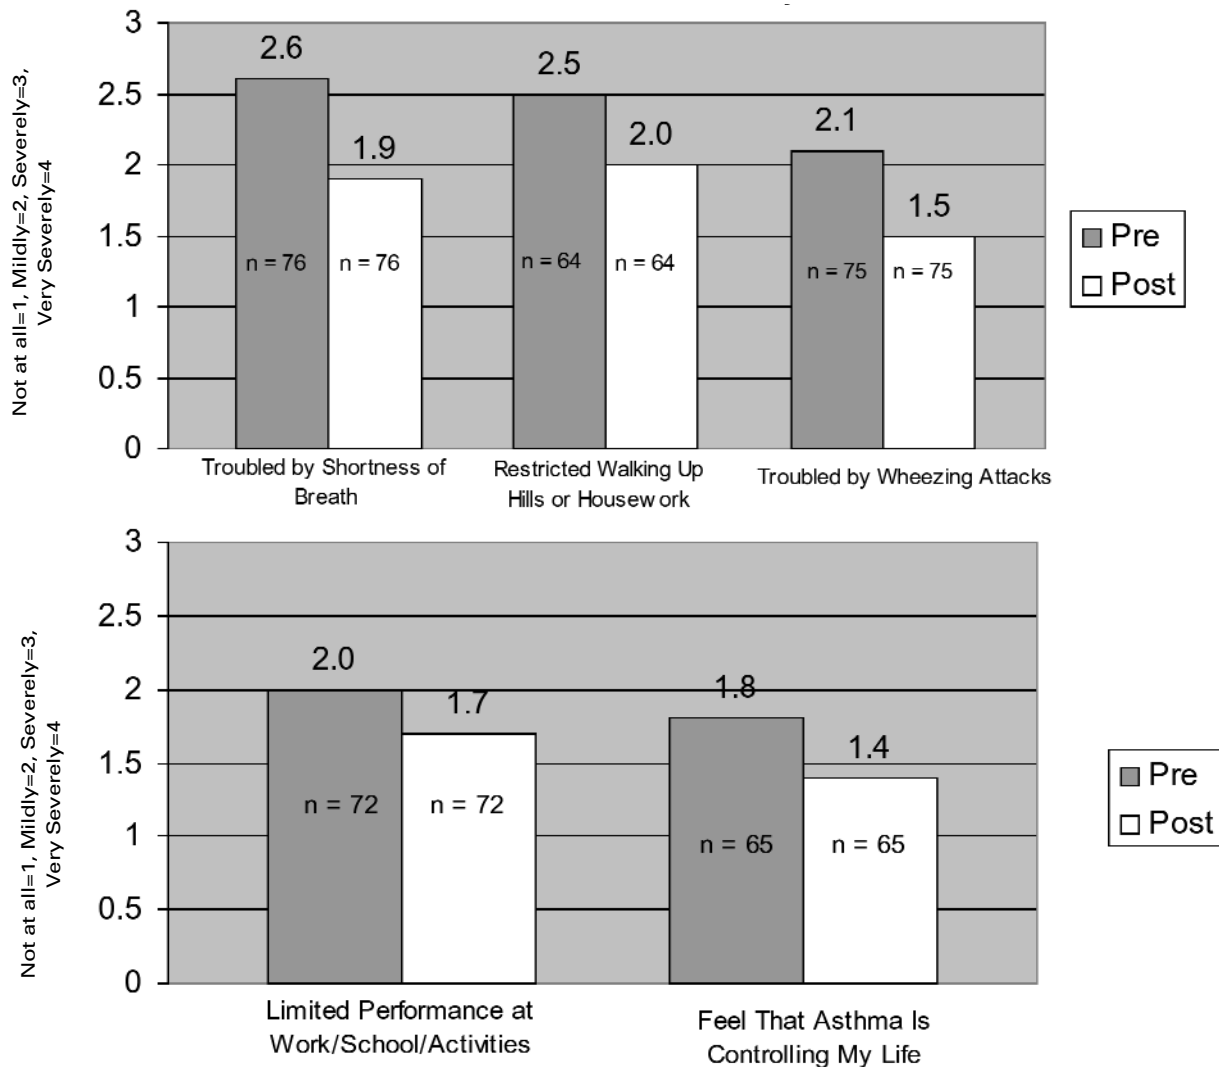 Not at all=1, Mildly=2, Severely=3,
Very Severely=4
3
2.5
2
1.5
1
0.5
0
2.6
1.9
2.5
2.0
2.1
1.5
n = 76
n = 76
n = 64
n = 64
n = 75
n = 75
Troubled by Shortness of
Breath
Restricted Walking Up
Hills or Housework
Troubled by Wheezing Attacks
Pre
Post
Not at all=1, Mildly=2, Severely=3,
Very Severely=4
3
2.5
2
1.5
1
0.5
0
2.0
1.7
1.8
1.4
n = 72
n = 72
n = 65
n = 65
Limited Performance at
Work/School/Activities
Feel That Asthma Is
Controlling My Life
Pre
Post